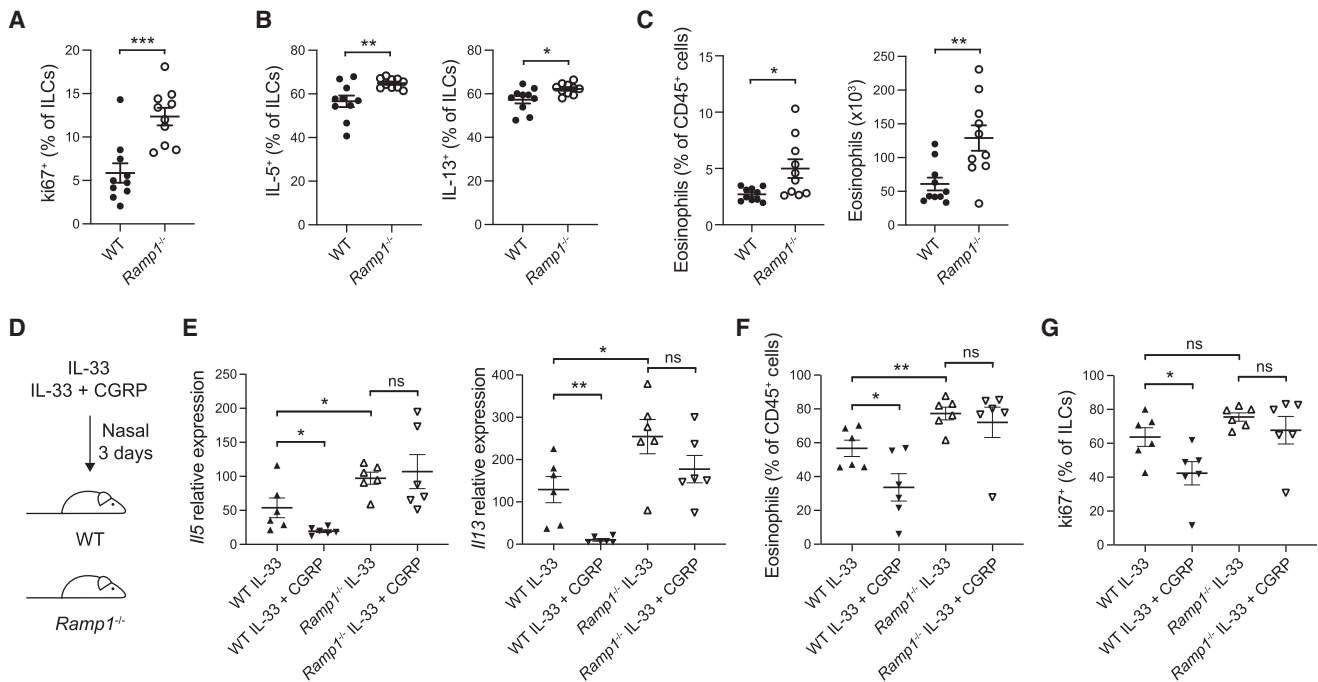 A
ki67⁺ (% of ILCs)
20
15
10
5
0
***
WT
Ramp1⁻/⁻
B
IL-5⁺ (% of ILCs)
80
60
40
20
0
**
WT
Ramp1⁻/⁻
IL-13⁺ (% of ILCs)
80
60
40
20
0
*
WT
Ramp1⁻/⁻
C
Eosinophils (% of CD45⁺ cells)
15
10
5
0
*
WT
Ramp1⁻/⁻
Eosinophils (x10³)
250
200
150
100
50
0
**
WT
Ramp1⁻/⁻
D
IL-33
IL-33 + CGRP
Nasal
3 days
WT
Ramp1⁻/⁻
E
Il5 relative expression
250
200
150
100
50
0
*
*
ns
WT IL-33
WT IL-33 + CGRP
Ramp1⁻/⁻ IL-33
Ramp1⁻/⁻ IL-33 + CGRP
Il13 relative expression
400
300
200
100
0
*
**
ns
WT IL-33
WT IL-33 + CGRP
Ramp1⁻/⁻ IL-33
Ramp1⁻/⁻ IL-33 + CGRP
F
Eosinophils (% of CD45⁺ cells)
100
80
60
40
20
0
**
*
ns
WT IL-33
WT IL-33 + CGRP
Ramp1⁻/⁻ IL-33
Ramp1⁻/⁻ IL-33 + CGRP
G
ki67⁺ (% of ILCs)
100
80
60
40
20
0
ns
*
ns
WT IL-33
WT IL-33 + CGRP
Ramp1⁻/⁻ IL-33
Ramp1⁻/⁻ IL-33 + CGRP